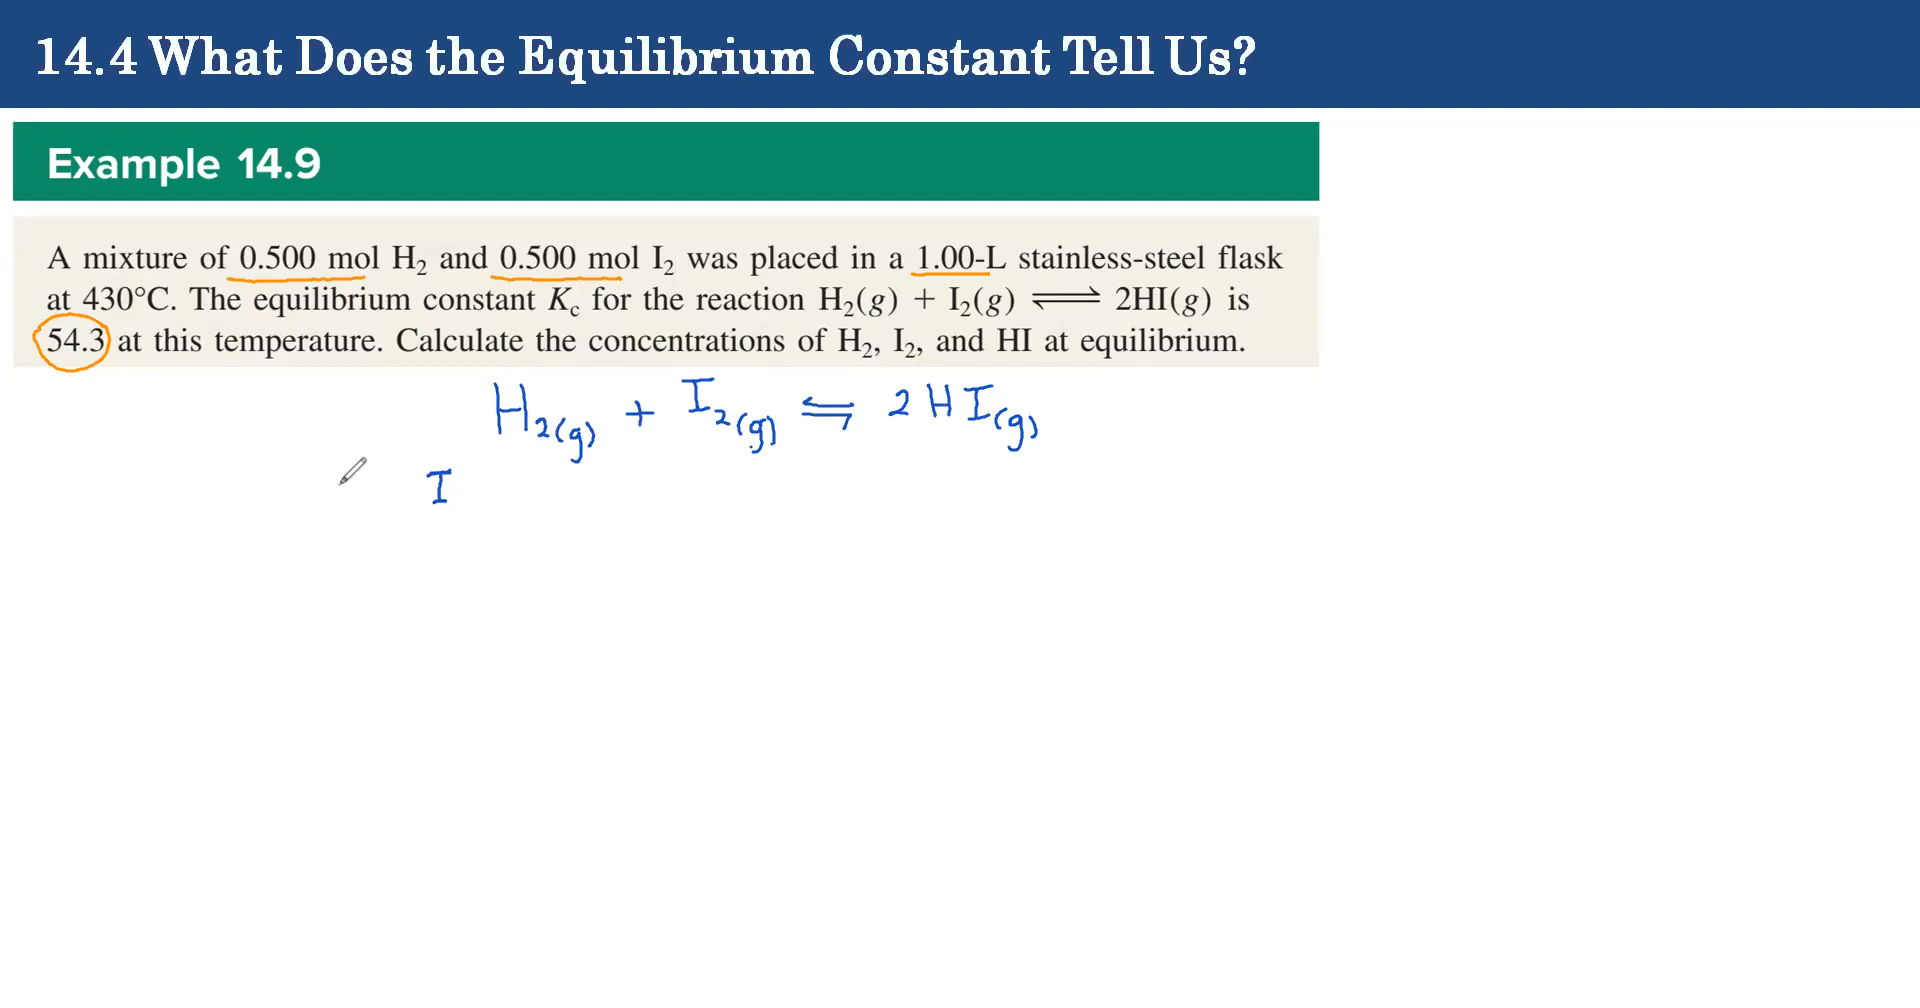 14.4 What Does the Equilibrium Constant Tell Us?
Example 14.9
A mixture of 0.500 mol H₂ and 0.500 mol I₂ was placed in a 1.00-L stainless-steel flask
at 430°C. The equilibrium constant Kc for the reaction H₂(g) + I₂(g) ⇌ 2HI(g) is
54.3 at this temperature. Calculate the concentrations of H₂, I₂, and HI at equilibrium.
H₂(g) + I₂(g) ⇋ 2HI(g)
I